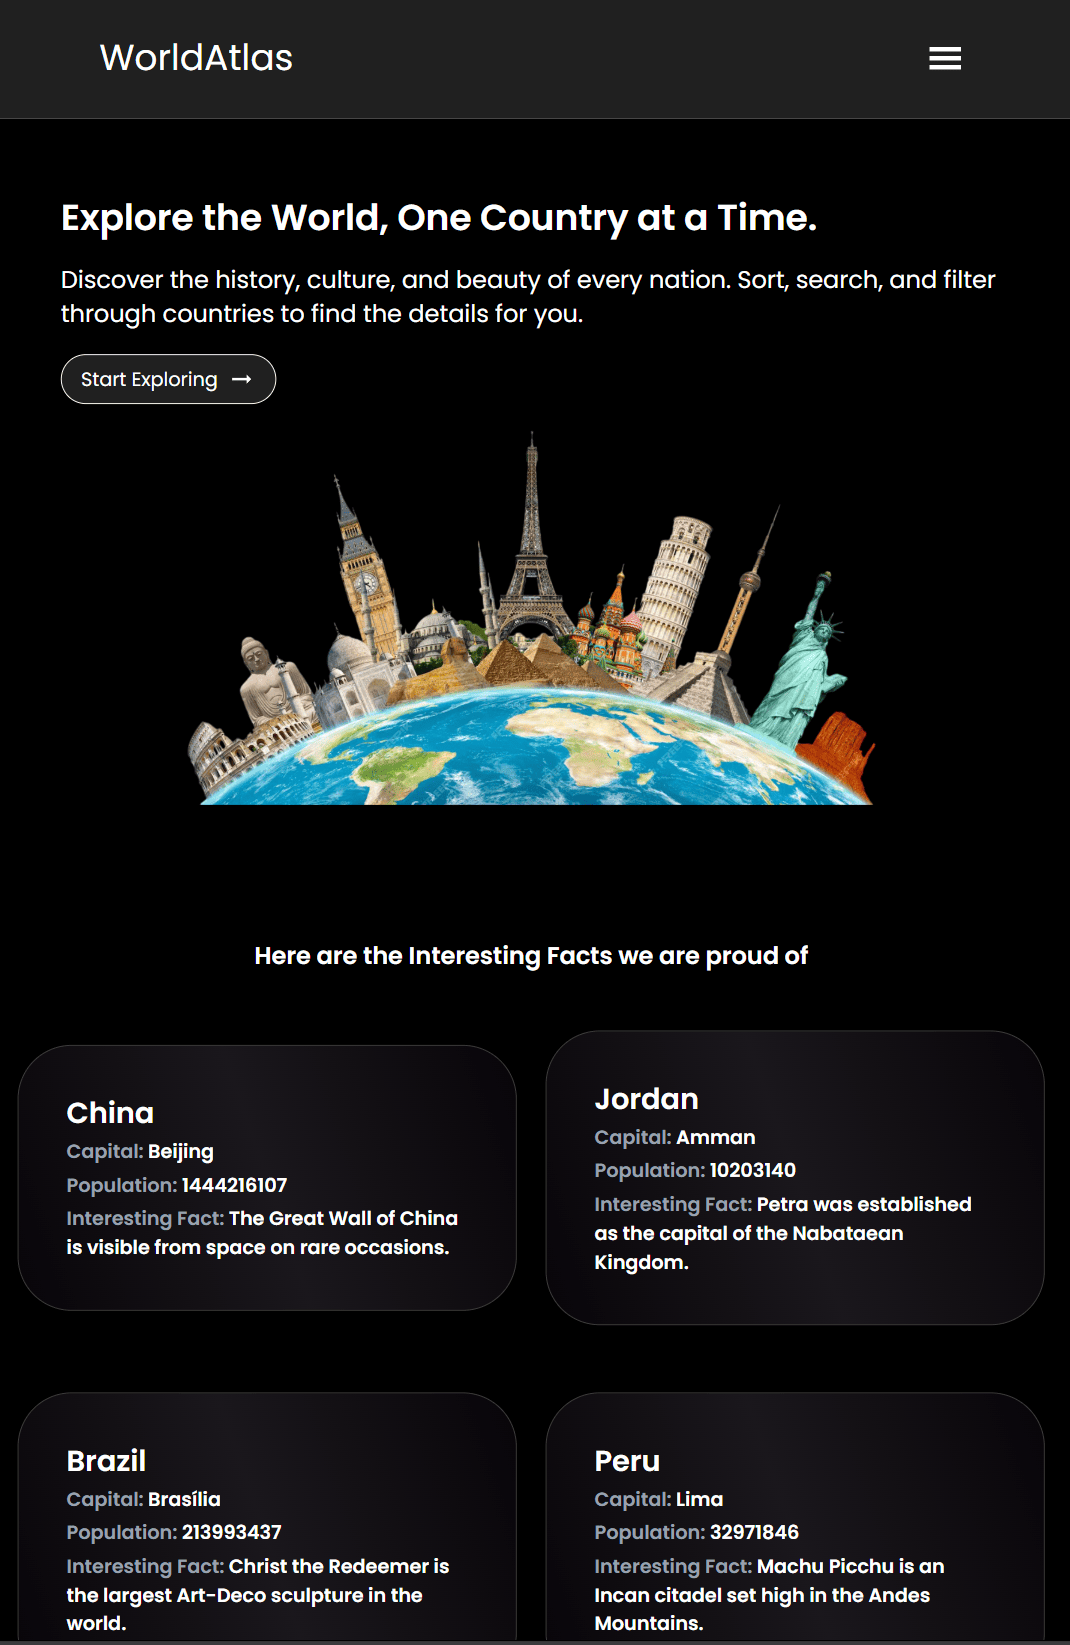 WorldAtlas
Explore the World, One Country at a Time.
Discover the history, culture, and beauty of every nation. Sort, search, and filter
through countries to find the details for you.
Start Exploring →
Here are the Interesting Facts we are proud of
China
Capital: Beijing
Population: 1444216107
Interesting Fact: The Great Wall of China
is visible from space on rare occasions.
Jordan
Capital: Amman
Population: 10203140
Interesting Fact: Petra was established
as the capital of the Nabataean
Kingdom.
Brazil
Capital: Brasília
Population: 213993437
Interesting Fact: Christ the Redeemer is
the largest Art-Deco sculpture in the
world.
Peru
Capital: Lima
Population: 32971846
Interesting Fact: Machu Picchu is an
Incan citadel set high in the Andes
Mountains.